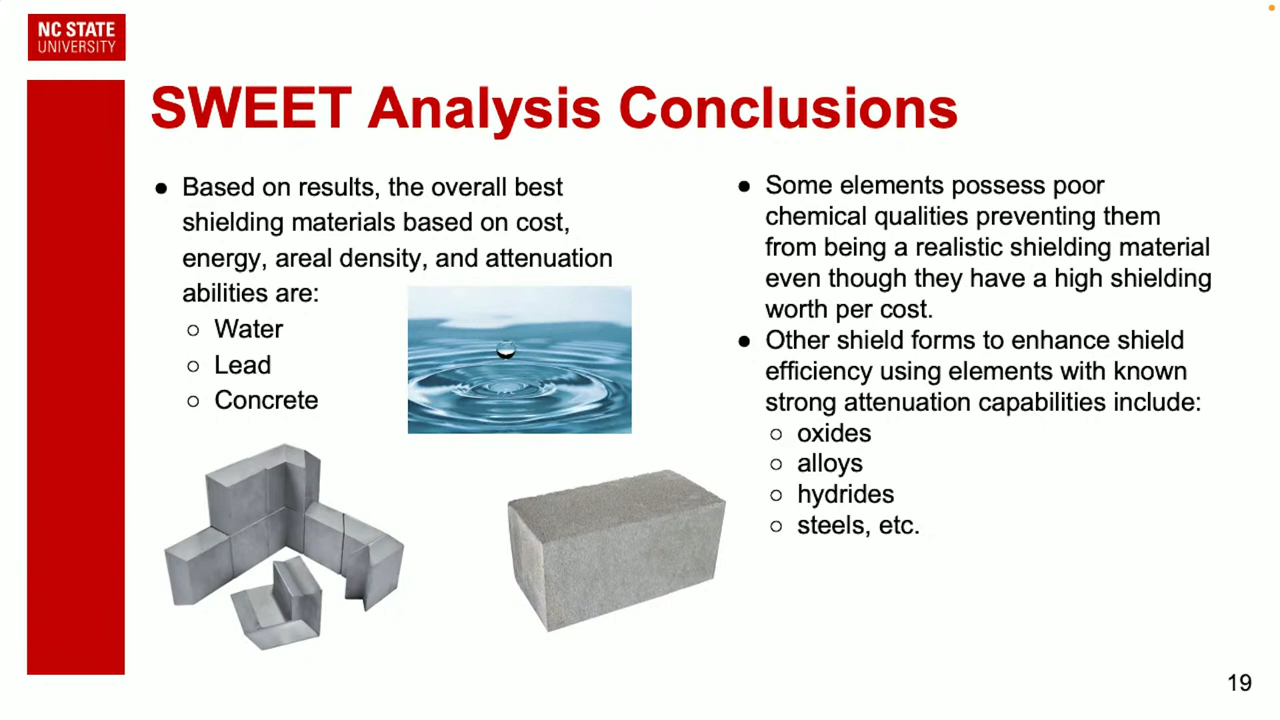 NC STATE
UNIVERSITY
SWEET Analysis Conclusions
● Based on results, the overall best
shielding materials based on cost,
energy, areal density, and attenuation
abilities are:
○ Water
○ Lead
○ Concrete
● Some elements possess poor
chemical qualities preventing them
from being a realistic shielding material
even though they have a high shielding
worth per cost.
● Other shield forms to enhance shield
efficiency using elements with known
strong attenuation capabilities include:
○ oxides
○ alloys
○ hydrides
○ steels, etc.
19